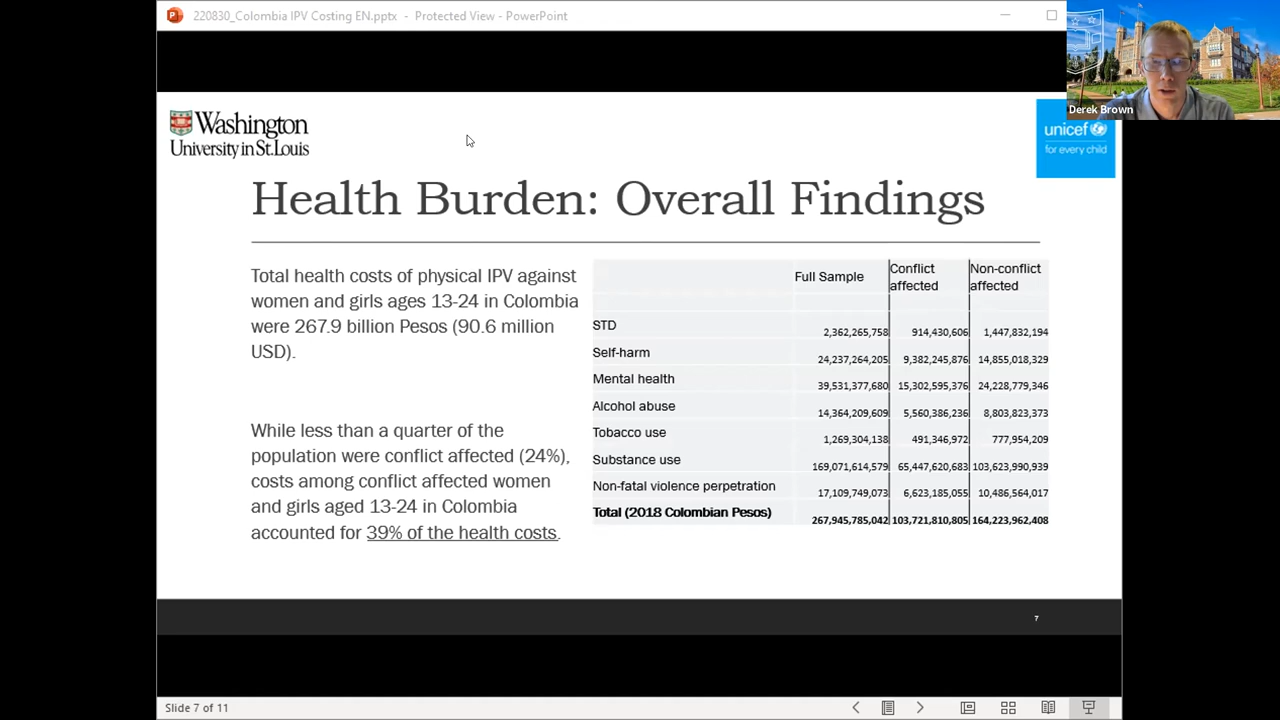 220830_Colombia IPV Costing EN.pptx - Protected View - PowerPoint
Derek Brown
Washington
University in St.Louis
unicef
for every child
Health Burden: Overall Findings
Total health costs of physical IPV against
women and girls ages 13-24 in Colombia
were 267.9 billion Pesos (90.6 million
USD).
While less than a quarter of the
population were conflict affected (24%),
costs among conflict affected women
and girls aged 13-24 in Colombia
accounted for 39% of the health costs.
Full Sample Conflict affected Non-conflict affected
STD 2,362,265,758 914,430,606 1,447,832,194
Self-harm 24,237,264,205 9,382,245,876 14,855,018,329
Mental health 39,531,377,680 15,302,595,376 24,228,779,346
Alcohol abuse 14,364,209,609 5,560,386,236 8,803,823,373
Tobacco use 1,269,304,138 491,346,972 777,954,209
Substance use 169,071,614,579 65,447,620,683 103,623,990,939
Non-fatal violence perpetration 17,109,749,073 6,623,185,055 10,486,564,017
Total (2018 Colombian Pesos) 267,945,785,042 103,721,810,805 164,223,962,408
7
Slide 7 of 11